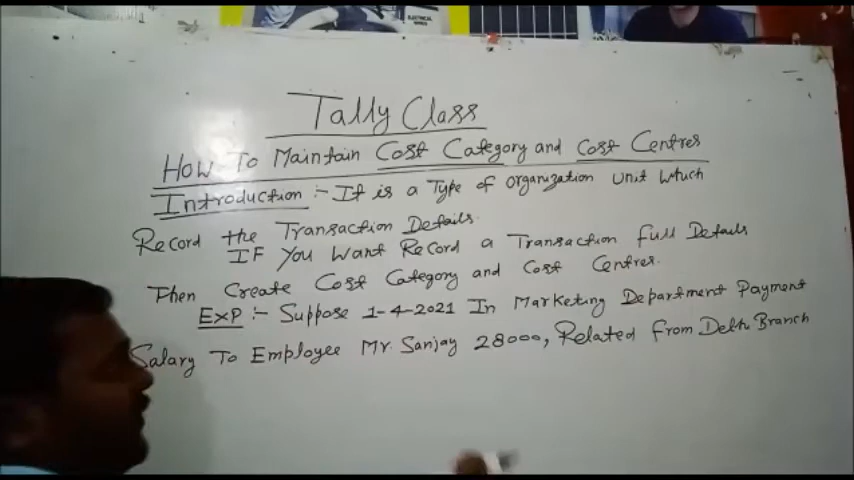 ELECTRICAL
Tally Class
How To Maintain Cost Category and Cost Centres
Introduction :- It is a Type of organization unit which
Record the Transaction Details.
IF You Want Record a Transaction full Details
Then Create Cost Category and Cost Centres.
EXP :- Suppose 1-4-2021 In Marketing Department Payment
Salary To Employee Mr. Sanjay 28000, Related from Delhi Branch